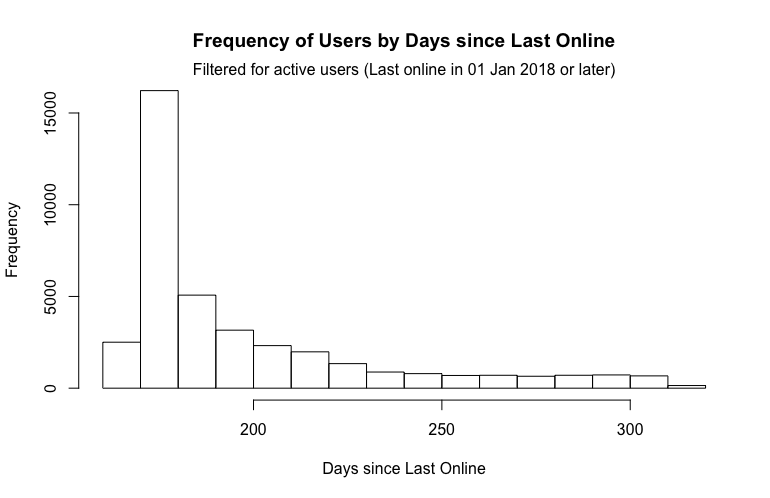 Frequency of Users by Days since Last Online
Filtered for active users (Last online in 01 Jan 2018 or later)
15000
10000
5000
0
Frequency
200
250
300
Days since Last Online